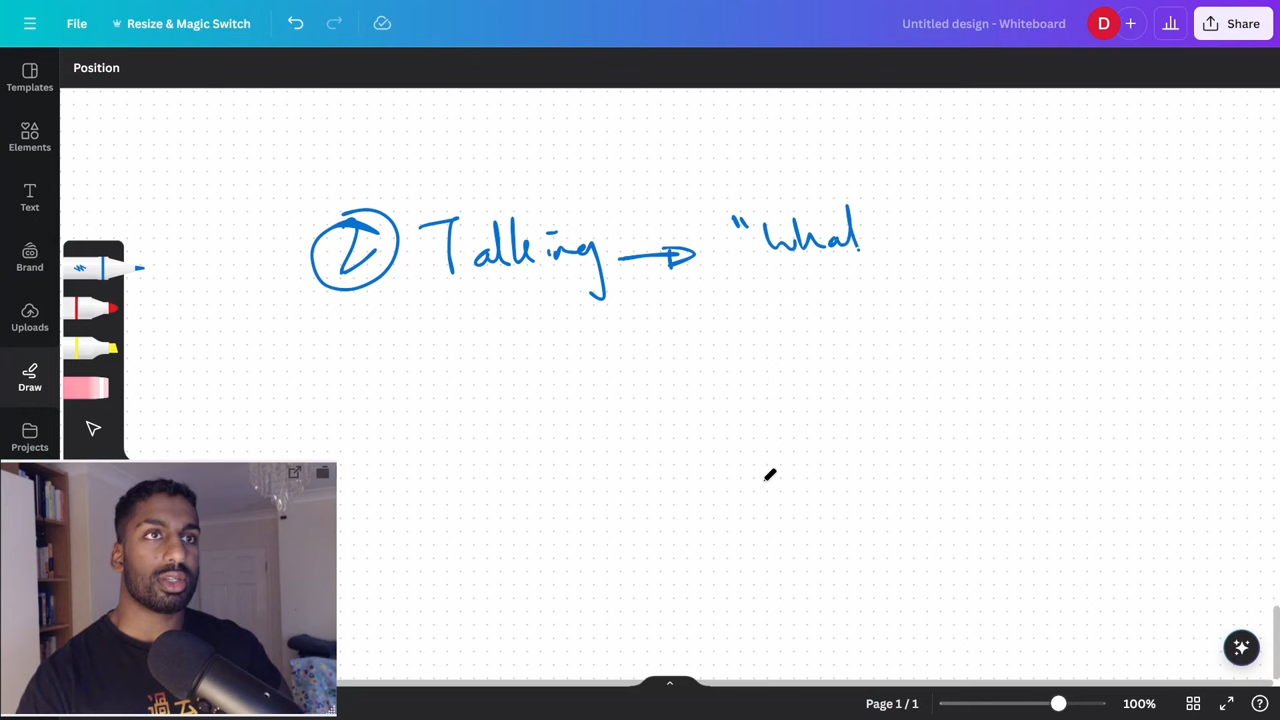 File
Resize & Magic Switch
Untitled design - Whiteboard
D
Share
Position
Templates
Elements
Text
Brand
Uploads
Draw
Projects
Talking → "What
Page 1 / 1
100%